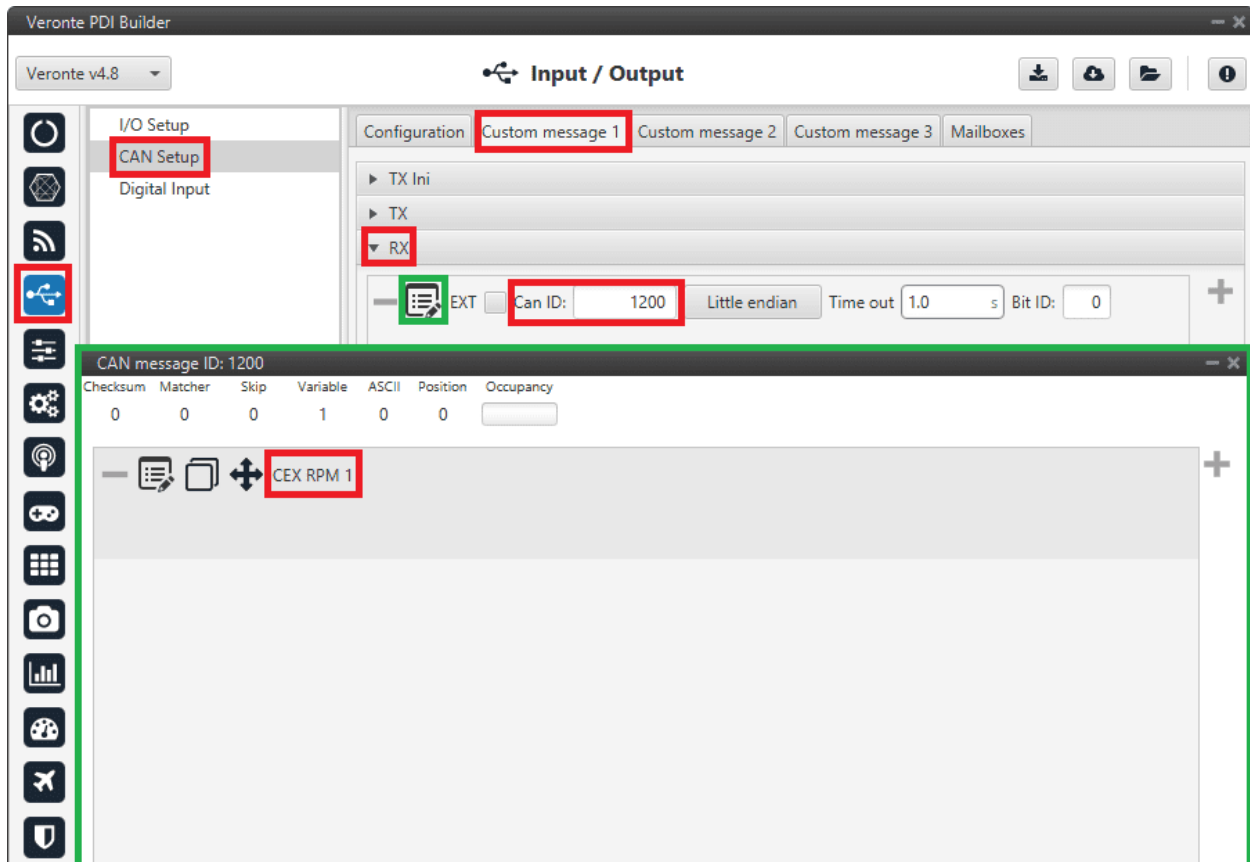 Veronte PDI Builder
Veronte v4.8
Input / Output
I/O Setup
CAN Setup
Digital Input
Configuration Custom message 1 Custom message 2 Custom message 3 Mailboxes
TX Ini
TX
RX
EXT Can ID: 1200 Little endian Time out 1.0 s Bit ID: 0
CAN message ID: 1200
Checksum Matcher Skip Variable ASCII Position Occupancy
0 0 0 1 0 0
CEX RPM 1